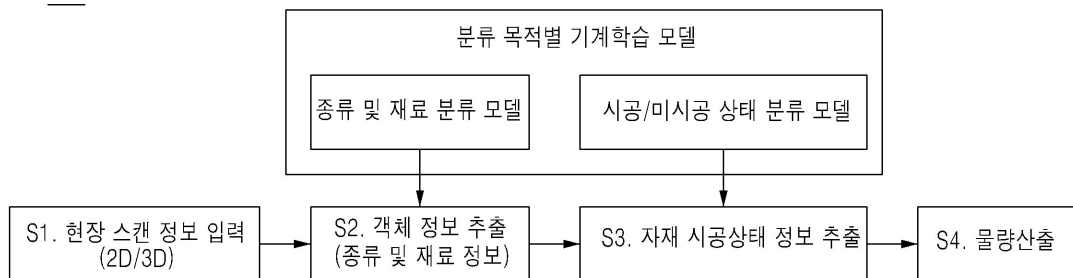 분류 목적별 기계학습 모델
종류 및 재료 분류 모델
시공/미시공 상태 분류 모델
S1. 현장 스캔 정보 입력
(2D/3D)
S2. 객체 정보 추출
(종류 및 재료 정보)
S3. 자재 시공상태 정보 추출
S4. 물량산출